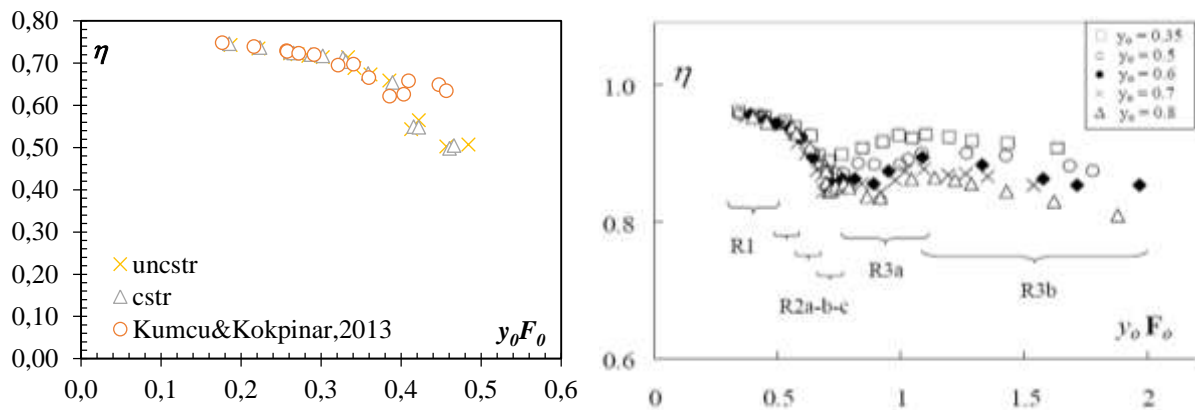 0,80
η
0,70
0,60
0,50
0,40
0,30
0,20
0,10
0,00
uncstr
cstr
Kumcu&Kokpinar,2013
y0F0
0,0
0,1
0,2
0,3
0,4
0,5
0,6
η
1.0
0.8
0.6
yo = 0.35
yo = 0.5
yo = 0.6
yo = 0.7
yo = 0.8
R1
R2a-b-c
R3a
R3b
yo Fo
0
0.5
1
1.5
2